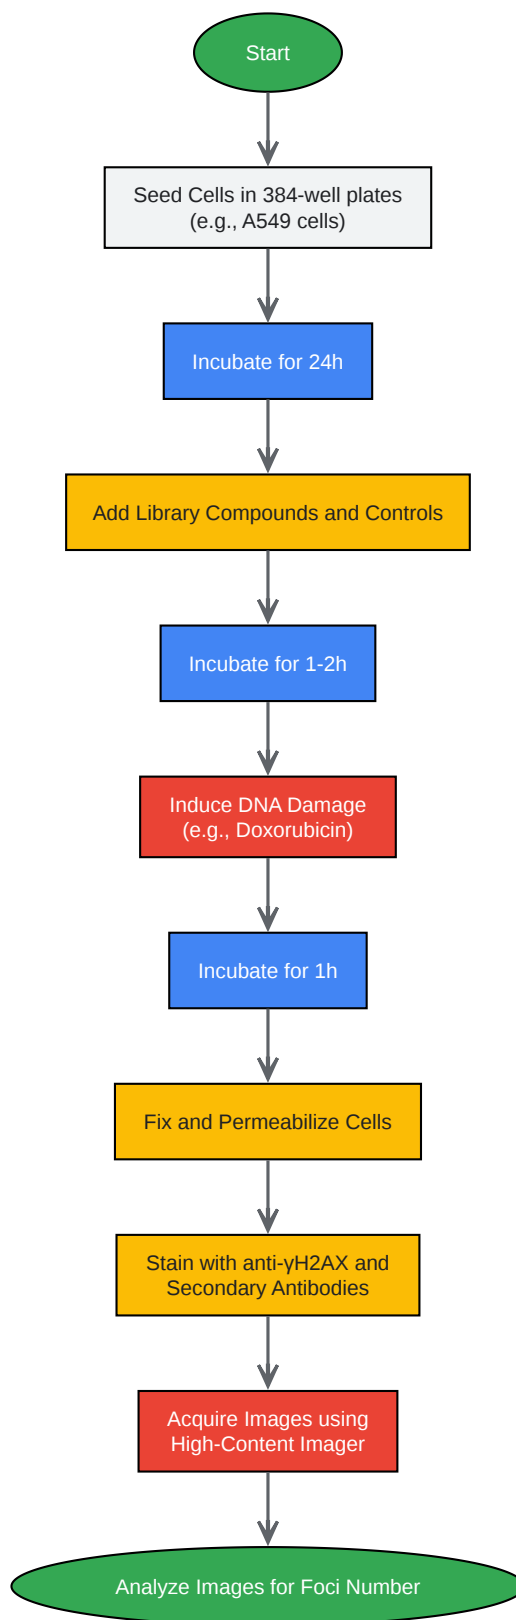 Start
Seed Cells in 384-well plates
(e.g., A549 cells)
Incubate for 24h
Add Library Compounds and Controls
Incubate for 1-2h
Induce DNA Damage
(e.g., Doxorubicin)
Incubate for 1h
Fix and Permeabilize Cells
Stain with anti-γH2AX and
Secondary Antibodies
Acquire Images using
High-Content Imager
Analyze Images for Foci Number